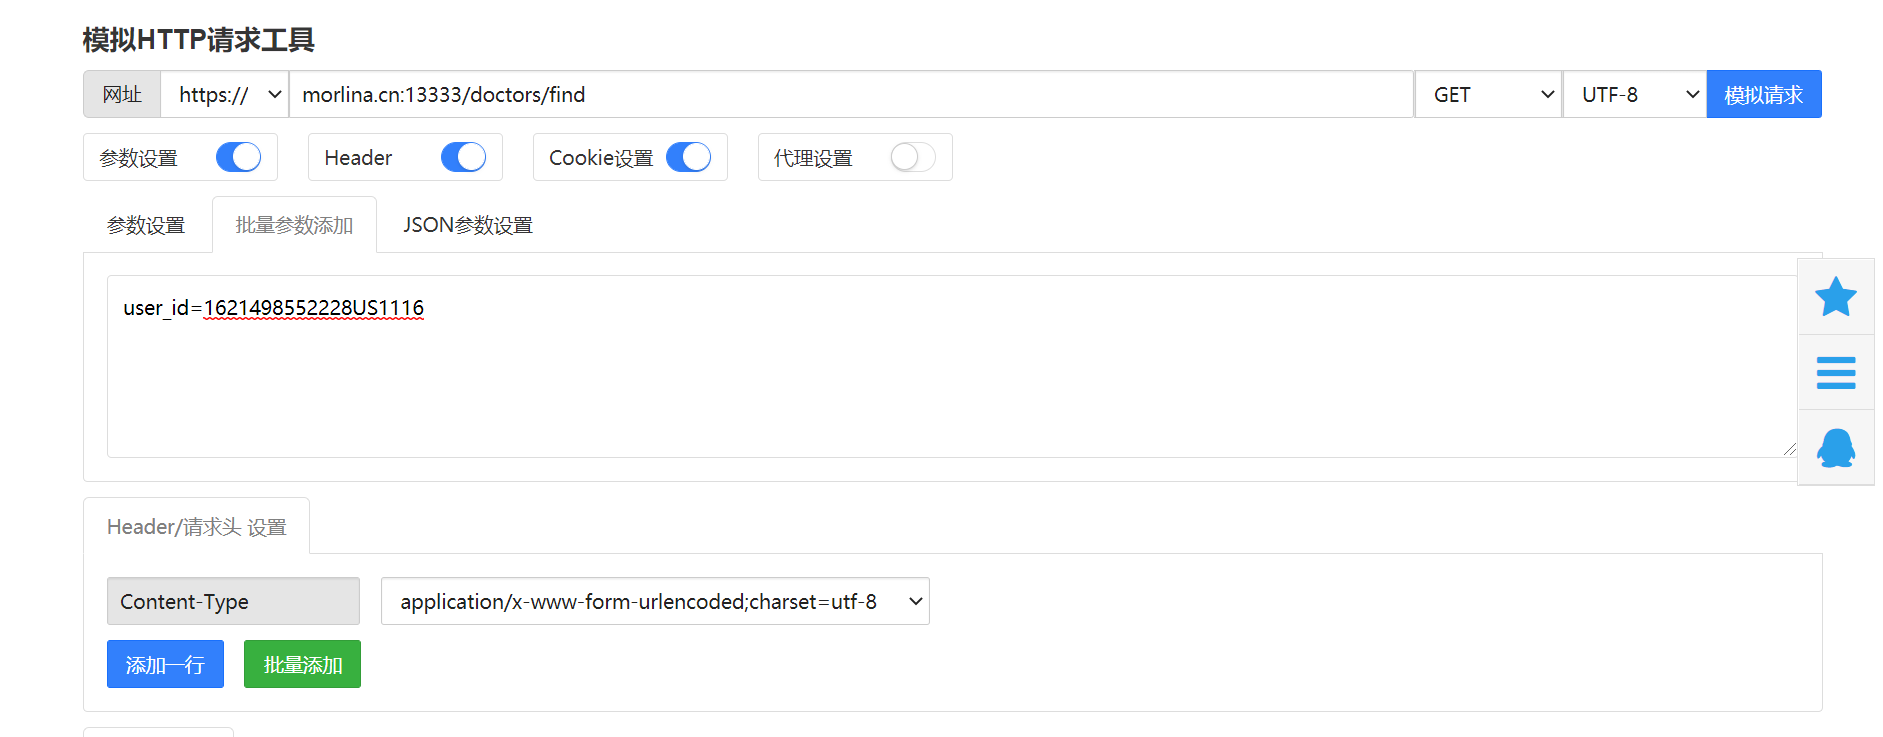 模拟HTTP请求工具
网址 https:// morlina.cn:13333/doctors/find GET UTF-8 模拟请求
参数设置 Header Cookie设置 代理设置
参数设置 批量参数添加 JSON参数设置
user_id=1621498552228US1116
Header/请求头 设置
Content-Type application/x-www-form-urlencoded;charset=utf-8
添加一行 批量添加